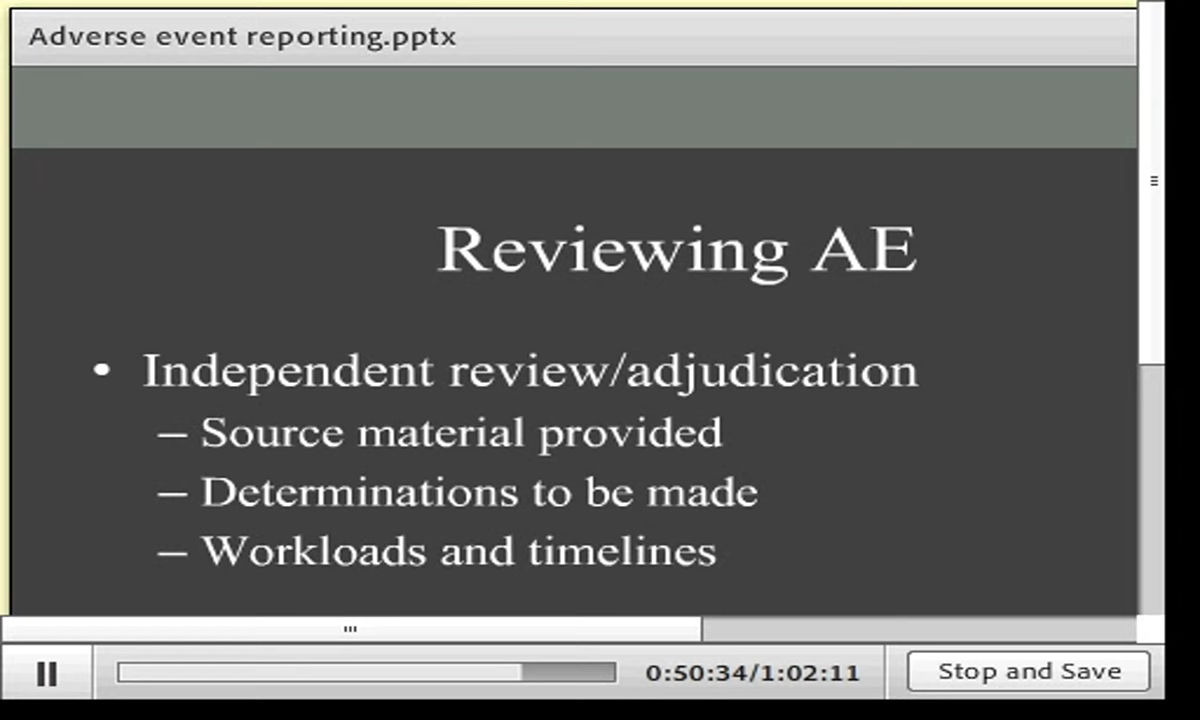 Adverse event reporting.pptx
Reviewing AE
• Independent review/adjudication
– Source material provided
– Determinations to be made
– Workloads and timelines
0:50:34/1:02:11
Stop and Save